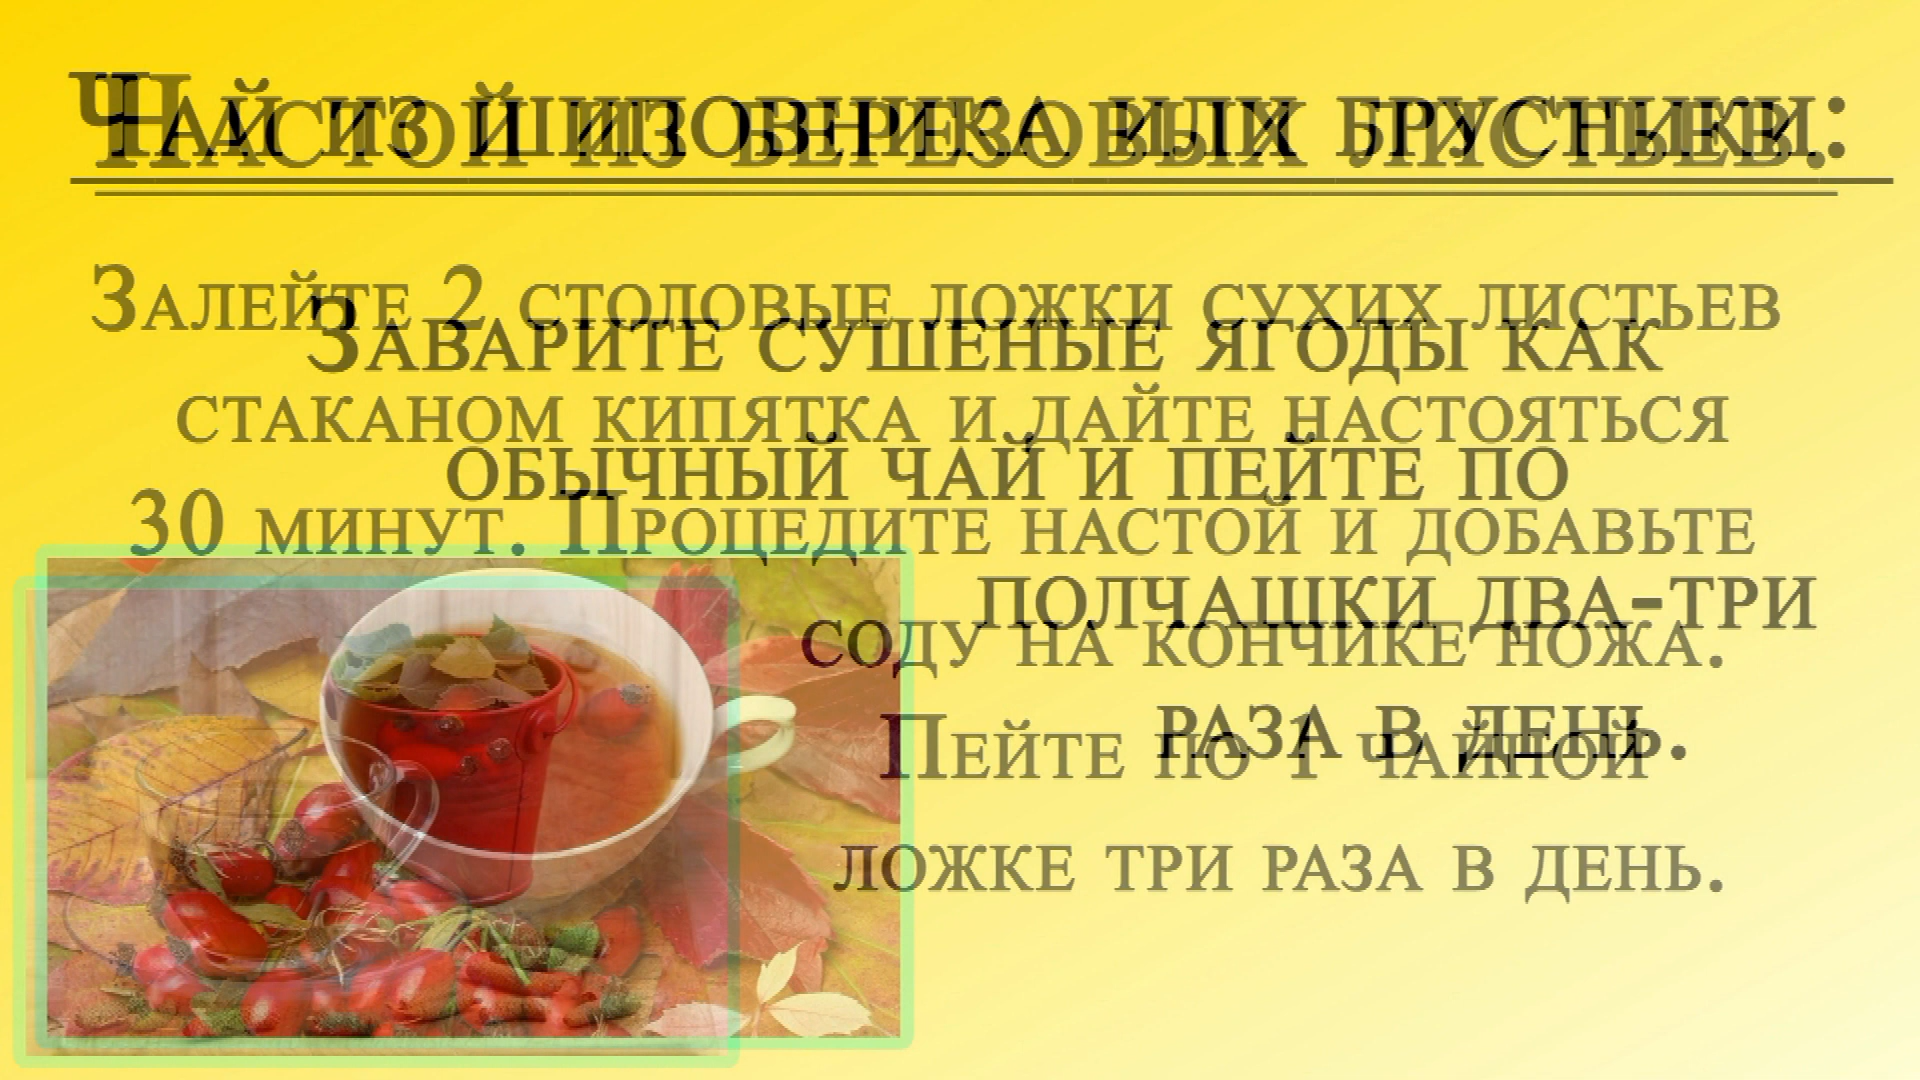 Чай из шиповника или брусники:
Заварите сушеные ягоды как
обычный чай и пейте по
полчашки два-три
раза в день.
Настой из березовых листьев.
Залейте 2 столовые ложки сухих листьев
стаканом кипятка и дайте настояться
30 минут. Процедите настой и добавьте
соду на кончике ножа.
Пейте по 1 чайной
ложке три раза в день.